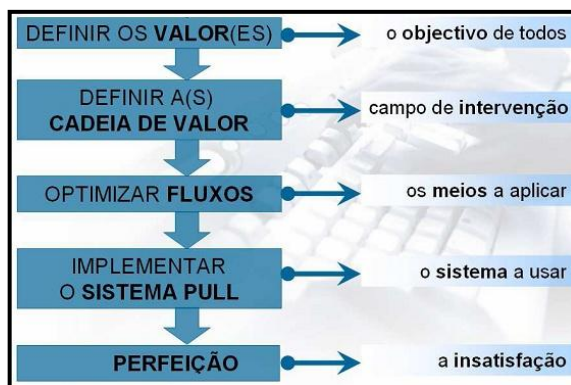 DEFINIR OS VALOR(ES)
o objectivo de todos
DEFINIR A(S)
CADEIA DE VALOR
campo de intervenção
OPTIMIZAR FLUXOS
os meios a aplicar
IMPLEMENTAR
O SISTEMA PULL
o sistema a usar
PERFEIÇÃO
a insatisfação